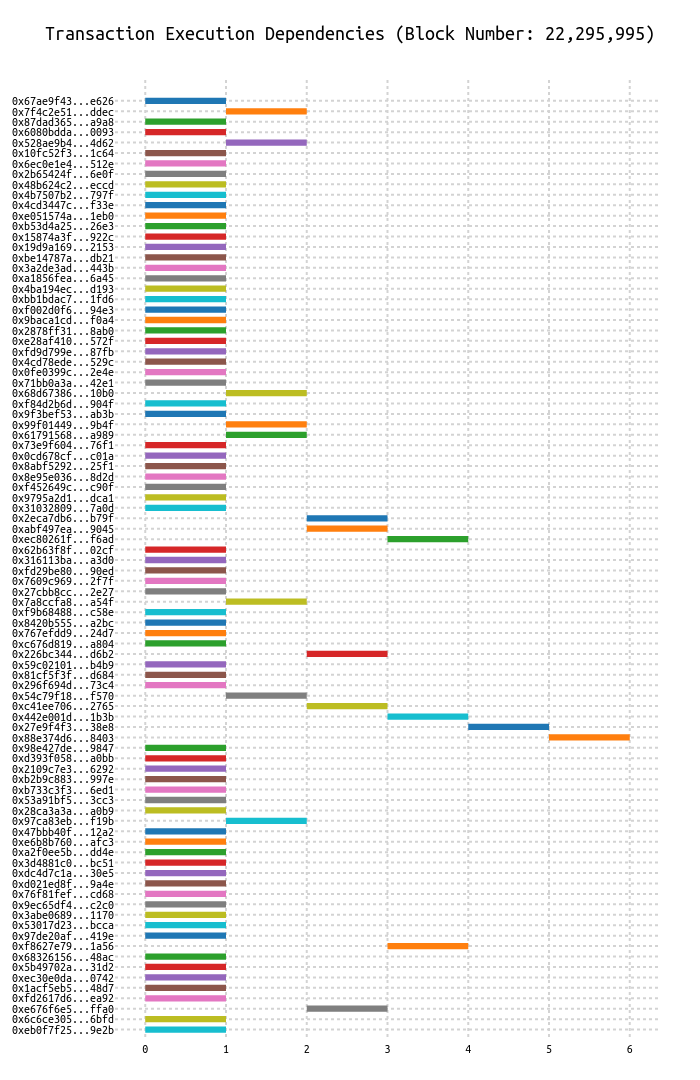 Transaction Execution Dependencies (Block Number: 22,295,995)
0x67ae9f43...e626
0x7f4c2e51...ddec
0x87dad365...a9a8
0x6080bdda...0093
0x528ae9b4...4d62
0x10fc52f3...1c64
0x6ec0e1e4...512e
0x2b65424f...6e0f
0x48b624c2...eccd
0x4b7507b2...797f
0x4cd3447c...f33e
0xe051574a...1eb0
0xb53d4a25...26e3
0x15874a3f...922c
0x19d9a169...2153
0xbe14787a...db21
0x3a2de3ad...443b
0xa1856fea...6a45
0x4ba194ec...d193
0xbb1bdac7...1fd6
0xf002d0f6...94e3
0x9baca1cd...f0a4
0x2878ff31...8ab0
0xe28af410...572f
0xfd9d799e...87fb
0x4cd78ede...529c
0x0fe0399c...2e4e
0x71bb0a3a...42e1
0x68d67386...10b0
0xf84d2b6d...904f
0x9f3bef53...ab3b
0x99f01449...9b4f
0x61791568...a989
0x73e9f604...76f1
0x0cd678cf...c01a
0x8abf5292...25f1
0x8e95e036...8d2d
0xf452649c...c90f
0x9795a2d1...dca1
0x31032809...7a0d
0x2eca7db6...b79f
0xabf497ea...9045
0xec80261f...f6ad
0x62b63f8f...02cf
0x316113ba...a3d0
0xfd29be80...90ed
0x7609c969...2f7f
0x27cbb8cc...2e27
0x7a8ccfa8...a54f
0xf9b68488...c58e
0x8420b555...a2bc
0x767efdd9...24d7
0xc676d819...a804
0x226bc344...d6b2
0x59c02101...b4b9
0x81cf5f3f...d684
0x296f694d...73c4
0x54c79f18...f570
0xc41ee706...2765
0x442e001d...1b3b
0x27e9f4f3...38e8
0x88e374d6...8403
0x98e427de...9847
0xd393f058...a0bb
0x2109c7e3...6292
0xb2b9c883...997e
0xb733c3f3...6ed1
0x53a91bf5...3cc3
0x28ca3a3a...a0b9
0x97ca83eb...f19b
0x47bbb40f...12a2
0xe6b8b760...afc3
0xa2f0ee5b...dd4e
0x3d4881c0...bc51
0xdc4d7c1a...30e5
0xd021ed8f...9a4e
0x76f81fef...cd68
0x9ec65df4...c2c0
0x3abe0689...1170
0x53017d23...bcca
0x97de20af...419e
0xf8627e79...1a56
0x68326156...48ac
0x5b49702a...31d2
0xec30e0da...0742
0x1acf5eb5...48d7
0xfd2617d6...ea92
0xe676f6e5...ffa0
0x6c6ce305...6bfd
0xeb0f7f25...9e2b
0 1 2 3 4 5 6